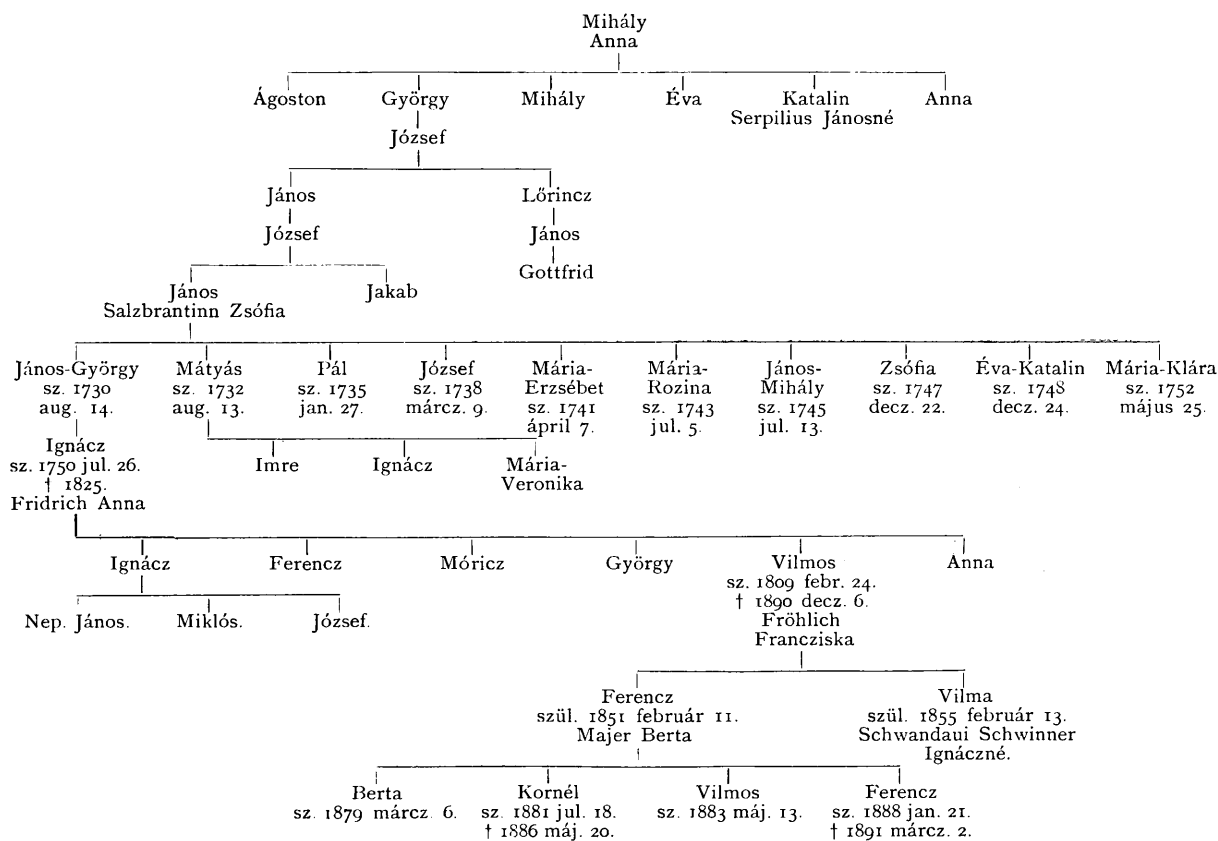 Mihály
Anna
Ágoston György Mihály Éva Katalin Anna
Serpilius Jánosné
József
János Lőrincz
József János
Gottfrid
János Jakab
Salzbrantinn Zsófia
János-György Mátyás Pál József Mária- Mária- János- Zsófia Éva-Katalin Mária-Klára
sz. 1730 sz. 1732 sz. 1735 sz. 1738 Erzsébet Rozina Mihály sz. 1747 sz. 1748 sz. 1752
aug. 14. aug. 13. jan. 27. márcz. 9. sz. 1741 sz. 1743 sz. 1745 decz. 22. decz. 24. május 25.
ápril 7. jul. 5. jul. 13.
Ignácz
sz. 1750 jul. 26. Imre Ignácz Mária-
† 1825. Veronika
Fridrich Anna
Ignácz Ferencz Móricz György Vilmos Anna
sz. 1809 febr. 24.
† 1890 decz. 6.
Nep. János. Miklós. József. Fröhlich
Francziska
Ferencz Vilma
szül. 1851 február 11. szül. 1855 február 13.
Majer Berta Schwandaui Schwinner
Ignáczné.
Berta Kornél Vilmos Ferencz
sz. 1879 márcz. 6. sz. 1881 jul. 18. sz. 1883 máj. 13. sz. 1888 jan. 21.
† 1886 máj. 20. † 1891 márcz. 2.